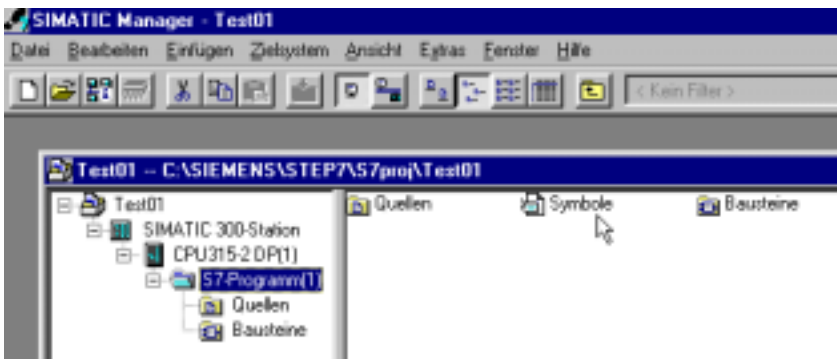 SIMATIC Manager - Test01
Datei Bearbeiten Einfügen Zielsystem Ansicht Extras Fenster Hilfe
< Kein Filter >
Test01 -- C:\SIEMENS\STEP7\S7proj\Test01
Test01
SIMATIC 300-Station
CPU315-2 DP(1)
S7-Programm(1)
Quellen
Bausteine
Quellen Symbole Bausteine